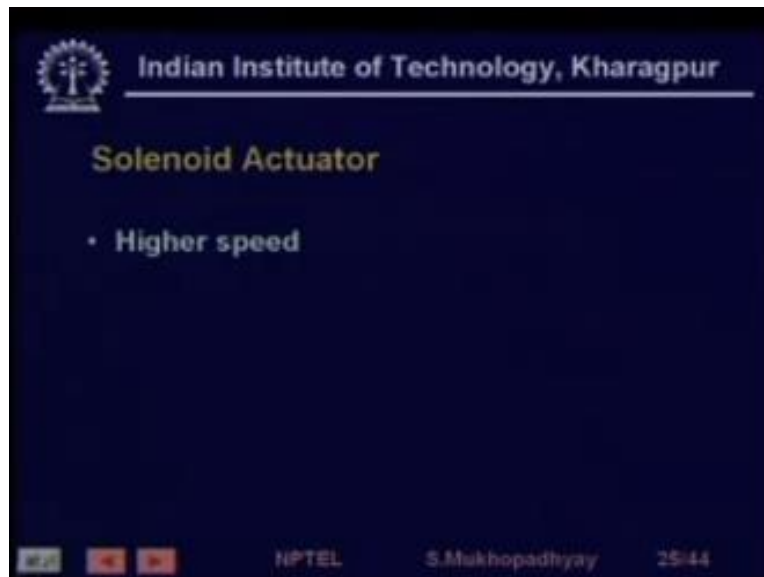 Indian Institute of Technology, Kharagpur
Solenoid Actuator
• Higher speed
NPTEL S.Mukhopadhyay 25/44